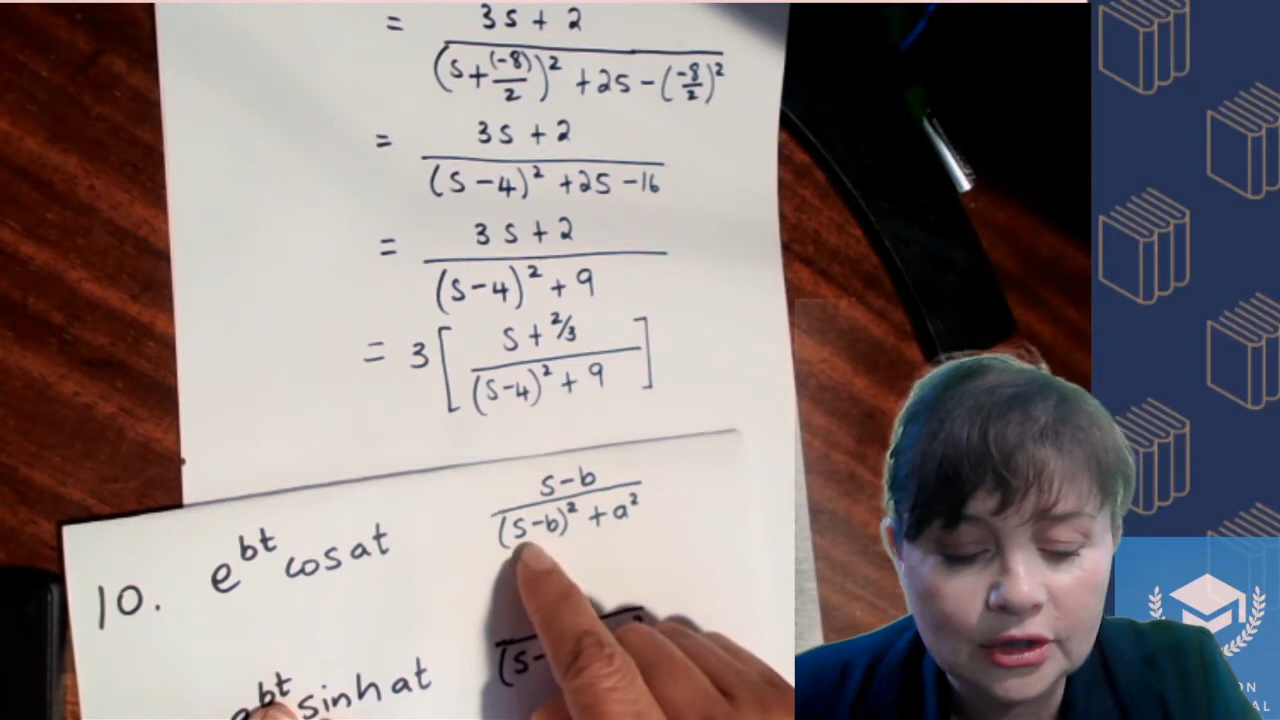 = 3s + 2
(s + (-8)/2)² + 25 - (-8/2)²
= 3s + 2
(s - 4)² + 25 - 16
= 3s + 2
(s - 4)² + 9
= 3 [ s + 2/3
(s - 4)² + 9 ]
10. e^bt cos at s - b
(s - b)² + a²
sinh at (s -